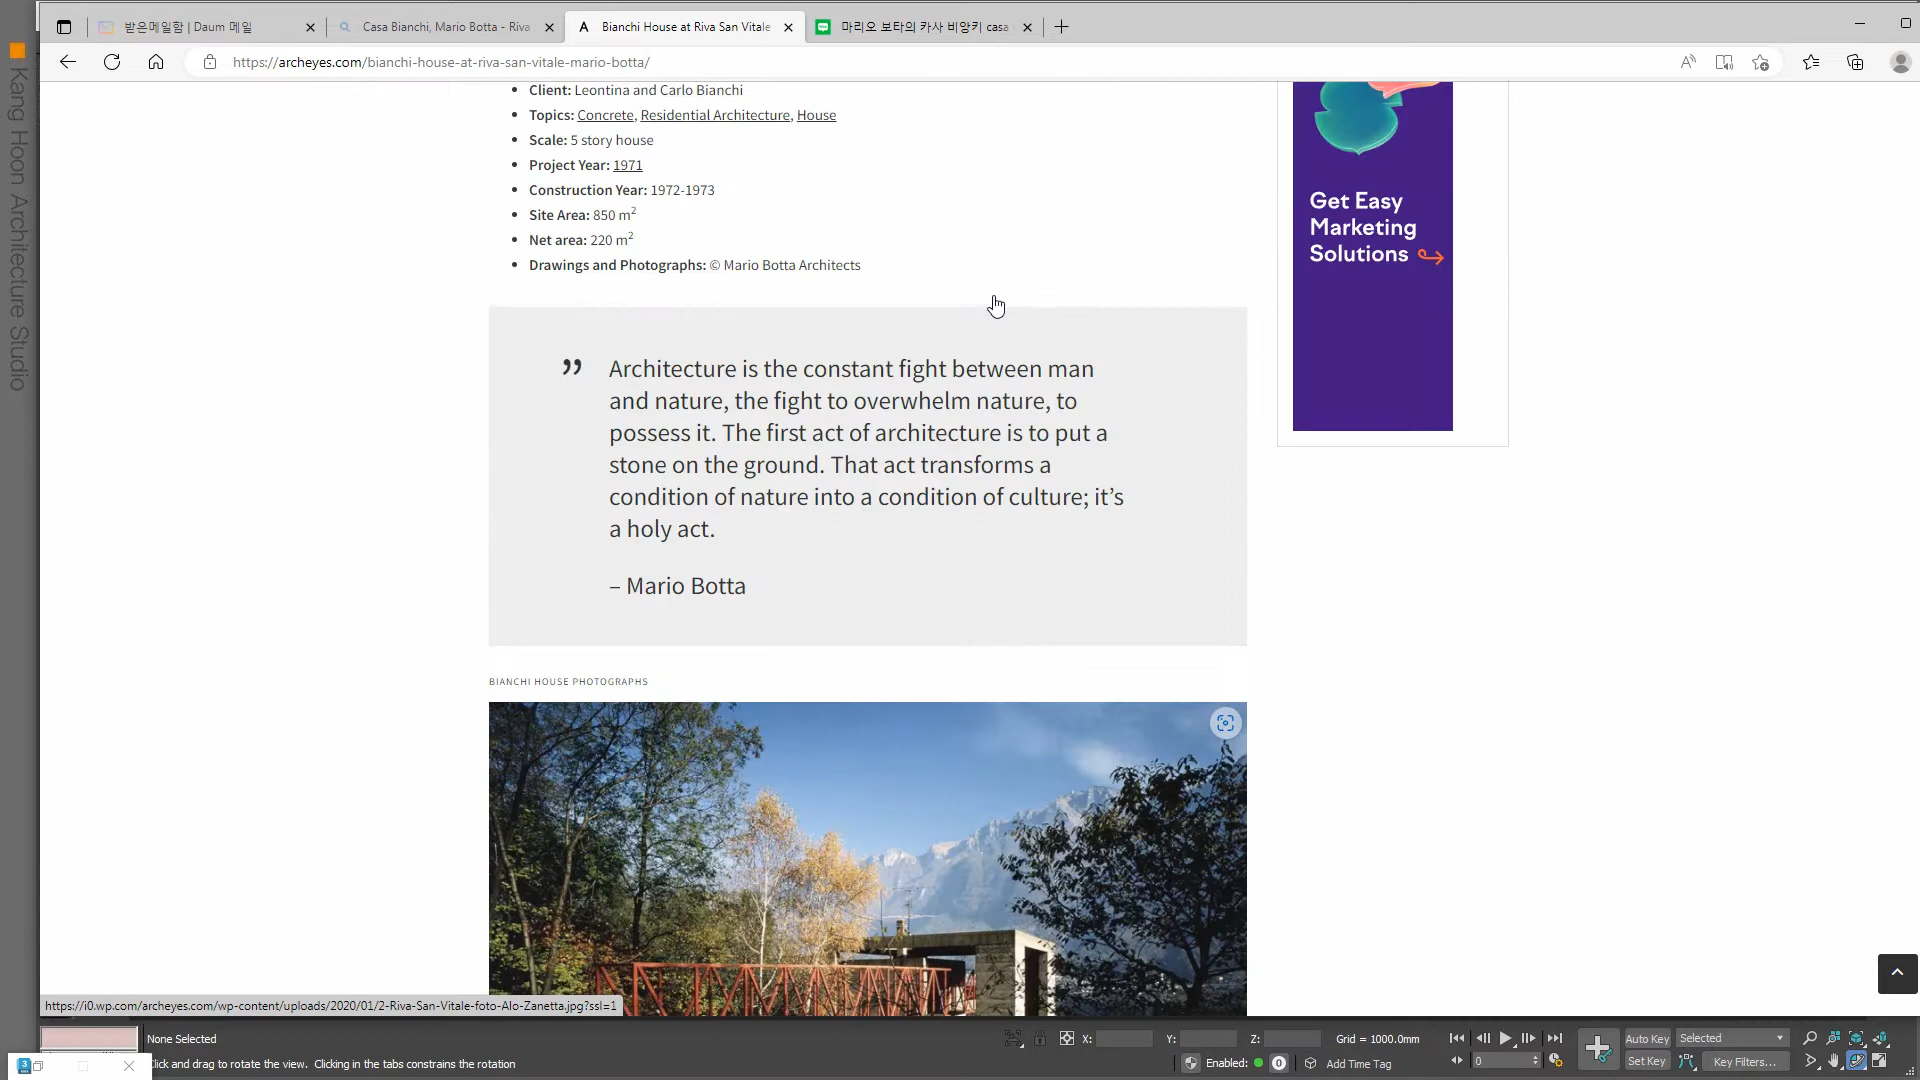 받은메일함 | Daum 메일
Casa Bianchi, Mario Botta - Riva
A Bianchi House at Riva San Vitale
마리오 보타의 카사 비앙키 casa
https://archeyes.com/bianchi-house-at-riva-san-vitale-mario-botta/
Kang Hoon Architecture Studio
Client: Leontina and Carlo Bianchi
Topics: Concrete, Residential Architecture, House
Scale: 5 story house
Project Year: 1971
Construction Year: 1972-1973
Site Area: 850 m2
Net area: 220 m2
Drawings and Photographs: © Mario Botta Architects
Get Easy
Marketing
Solutions
” Architecture is the constant fight between man
and nature, the fight to overwhelm nature, to
possess it. The first act of architecture is to put a
stone on the ground. That act transforms a
condition of nature into a condition of culture; it’s
a holy act.
– Mario Botta
BIANCHI HOUSE PHOTOGRAPHS
https://i0.wp.com/archeyes.com/wp-content/uploads/2020/01/2-Riva-San-Vitale-foto-Alo-Zanetta.jpg?ssl=1
None Selected
X: Y: Z: Grid = 1000.0mm
Auto Key Selected
Click and drag to rotate the view. Clicking in the tabs constrains the rotation
Enabled: 0 Add Time Tag
0
Set Key Key Filters...
3